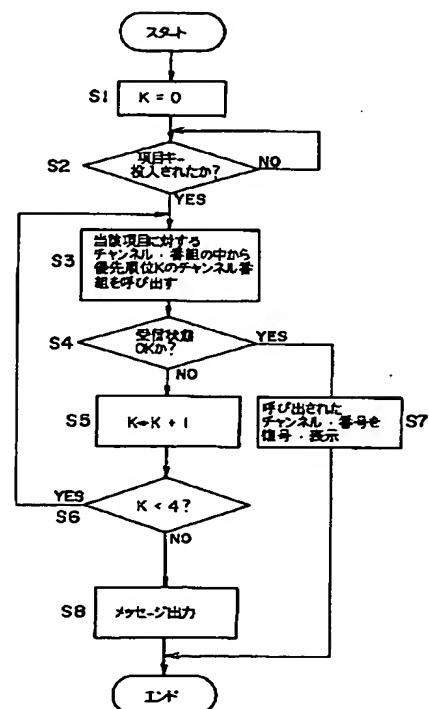 スタート
S1
K = 0
S2
項目キー
投入されたか?
NO
YES
S3
当該項目に対する
チャンネル・番組の中から
優先順位Kのチャンネル番
組を呼び出す
S4
受信状態
OKか?
YES
NO
S5
K←K + 1
呼び出された
チャンネル・番号を
復号・表示
S7
YES
S6
K < 4?
NO
S8
メッセージ出力
エンド